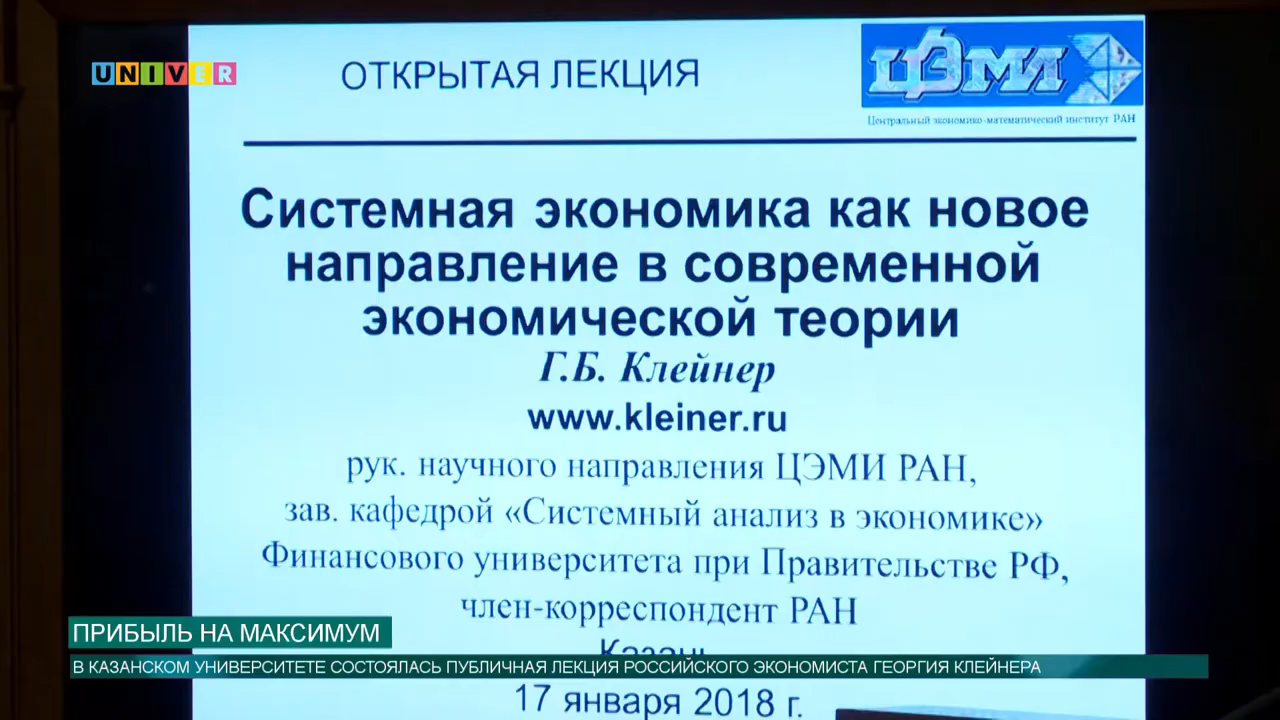 UNIVER
ОТКРЫТАЯ ЛЕКЦИЯ
ЦЭМИ
Центральный экономико-математический институт РАН
Системная экономика как новое
направление в современной
экономической теории
Г.Б. Клейнер
www.kleiner.ru
рук. научного направления ЦЭМИ РАН,
зав. кафедрой «Системный анализ в экономике»
Финансового университета при Правительстве РФ,
член-корреспондент РАН
Казань
ПРИБЫЛЬ НА МАКСИМУМ
В КАЗАНСКОМ УНИВЕРСИТЕТЕ СОСТОЯЛАСЬ ПУБЛИЧНАЯ ЛЕКЦИЯ РОССИЙСКОГО ЭКОНОМИСТА ГЕОРГИЯ КЛЕЙНЕРА
17 января 2018 г.